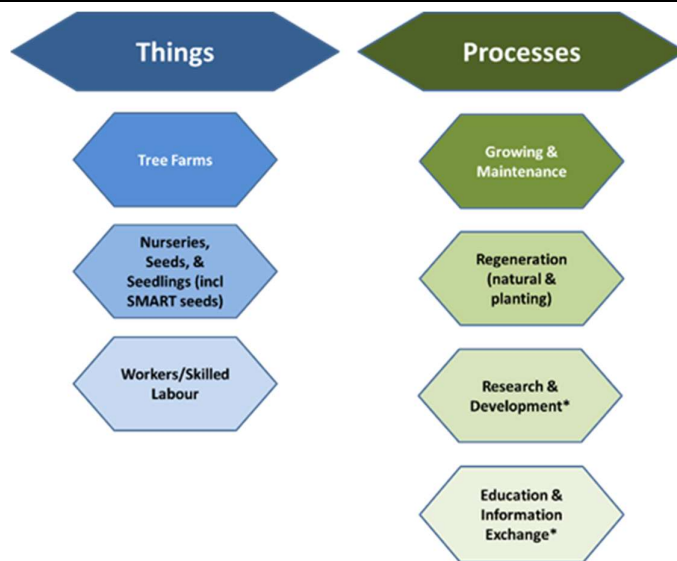 Things
Tree Farms
Nurseries,
Seeds, &
Seedlings (incl
SMART seeds)
Workers/Skilled
Labour
Processes
Growing &
Maintenance
Regeneration
(natural &
planting)
Research &
Development*
Education &
Information
Exchange*